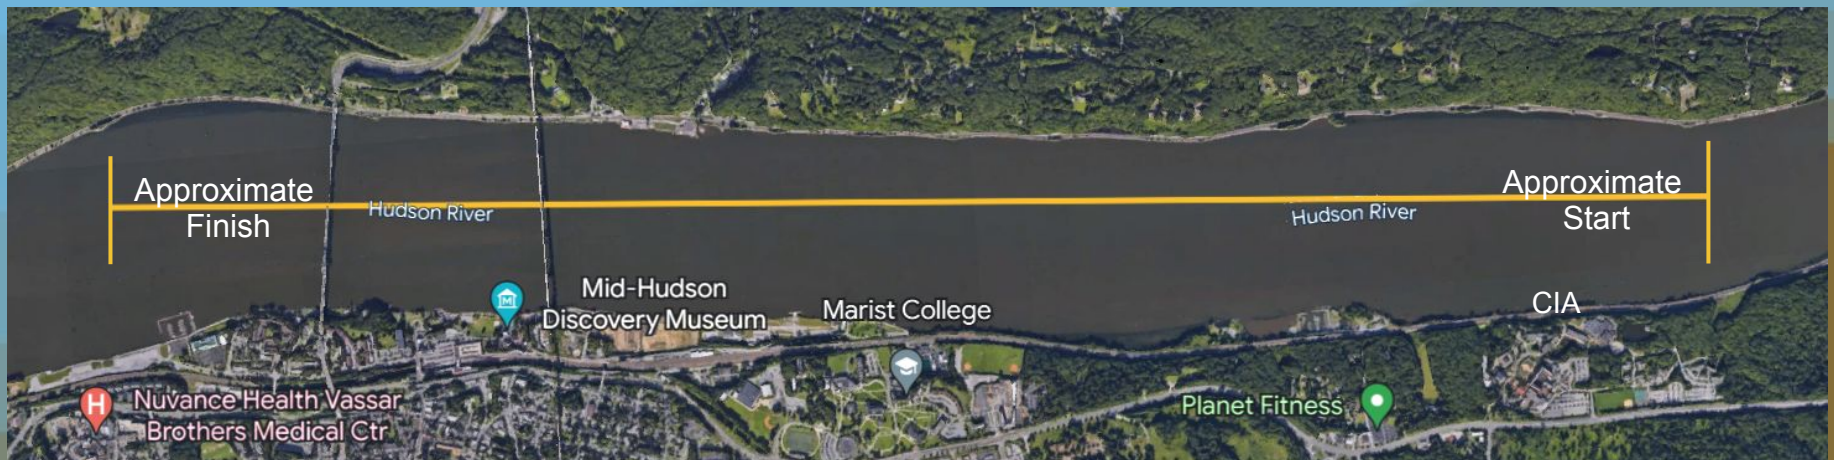 Approximate
Finish
Hudson River
Hudson River
Approximate
Start
Mid-Hudson
Discovery Museum
Marist College
CIA
Nuvance Health Vassar
Brothers Medical Ctr
Planet Fitness
H
M